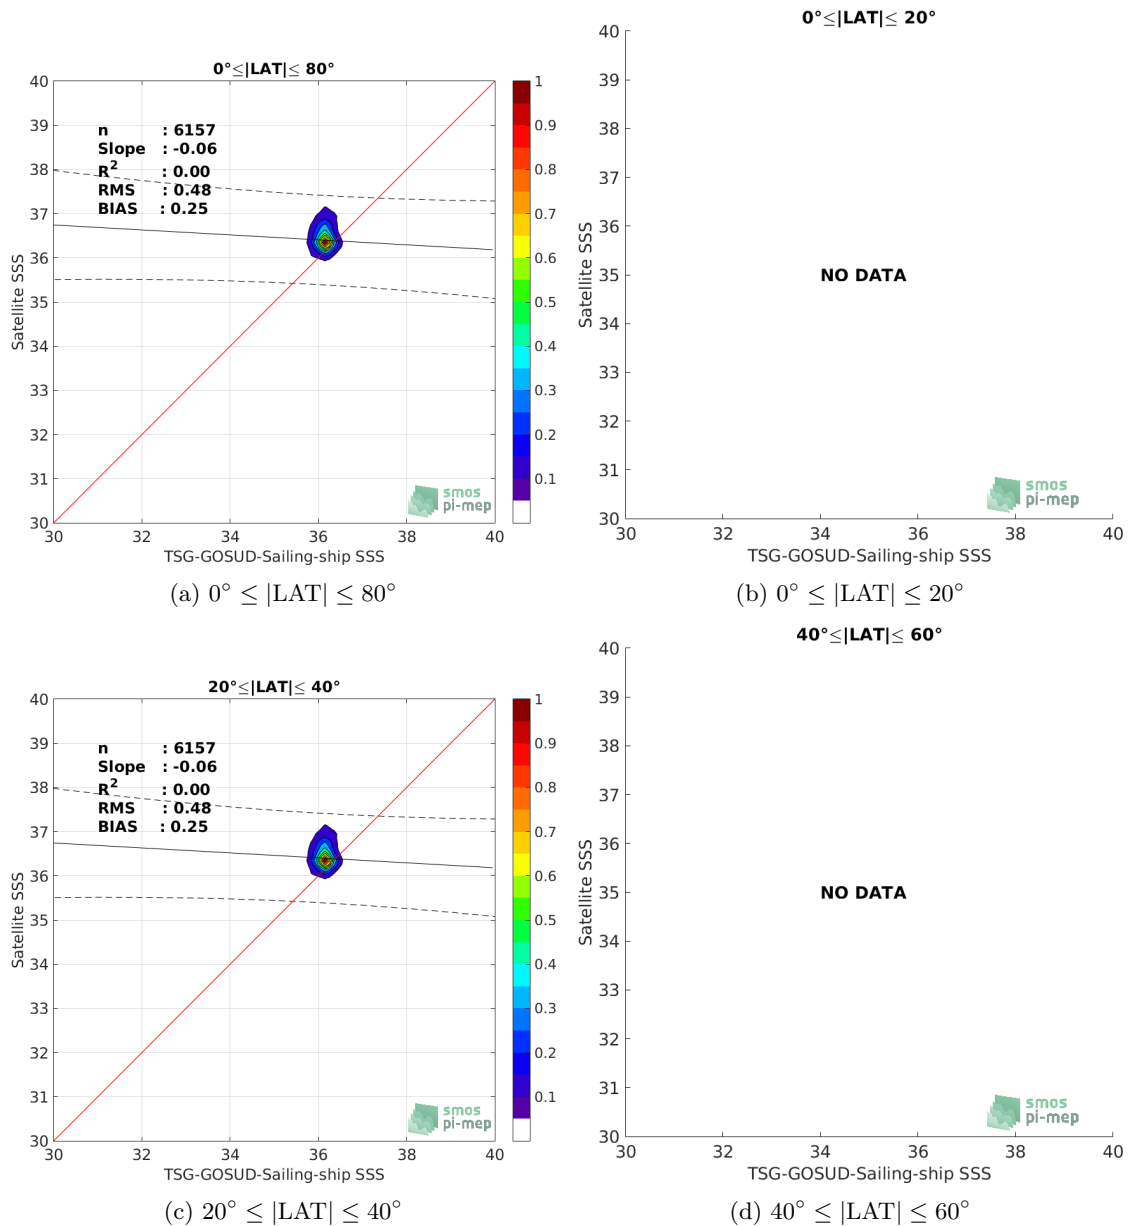 0°≤|LAT|≤ 80°
40
39
38
37
36
35
34
33
32
31
30
Satellite SSS
n : 6157
Slope : -0.06
R² : 0.00
RMS : 0.48
BIAS : 0.25
smos
pi-mep
30 32 34 36 38 40
TSG-GOSUD-Sailing-ship SSS
1
0.9
0.8
0.7
0.6
0.5
0.4
0.3
0.2
0.1
(a) 0° ≤ |LAT| ≤ 80°
0°≤|LAT|≤ 20°
40
39
38
37
36
35
34
33
32
31
30
Satellite SSS
NO DATA
smos
pi-mep
30 32 34 36 38 40
TSG-GOSUD-Sailing-ship SSS
(b) 0° ≤ |LAT| ≤ 20°
20°≤|LAT|≤ 40°
40
39
38
37
36
35
34
33
32
31
30
Satellite SSS
n : 6157
Slope : -0.06
R² : 0.00
RMS : 0.48
BIAS : 0.25
smos
pi-mep
30 32 34 36 38 40
TSG-GOSUD-Sailing-ship SSS
1
0.9
0.8
0.7
0.6
0.5
0.4
0.3
0.2
0.1
(c) 20° ≤ |LAT| ≤ 40°
40°≤|LAT|≤ 60°
40
39
38
37
36
35
34
33
32
31
30
Satellite SSS
NO DATA
smos
pi-mep
30 32 34 36 38 40
TSG-GOSUD-Sailing-ship SSS
(d) 40° ≤ |LAT| ≤ 60°